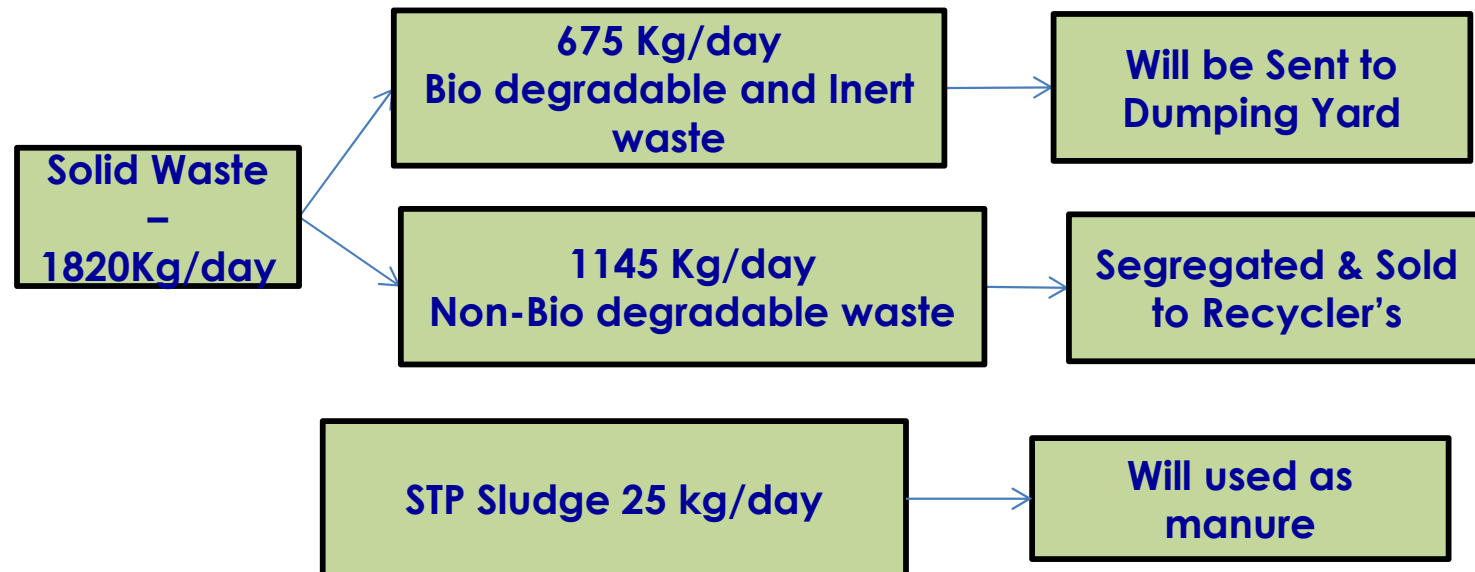 675 Kg/day
Bio degradable and Inert
waste
Will be Sent to
Dumping Yard
Solid Waste
–
1820Kg/day
1145 Kg/day
Non-Bio degradable waste
Segregated & Sold
to Recycler's
STP Sludge 25 kg/day
Will used as
manure